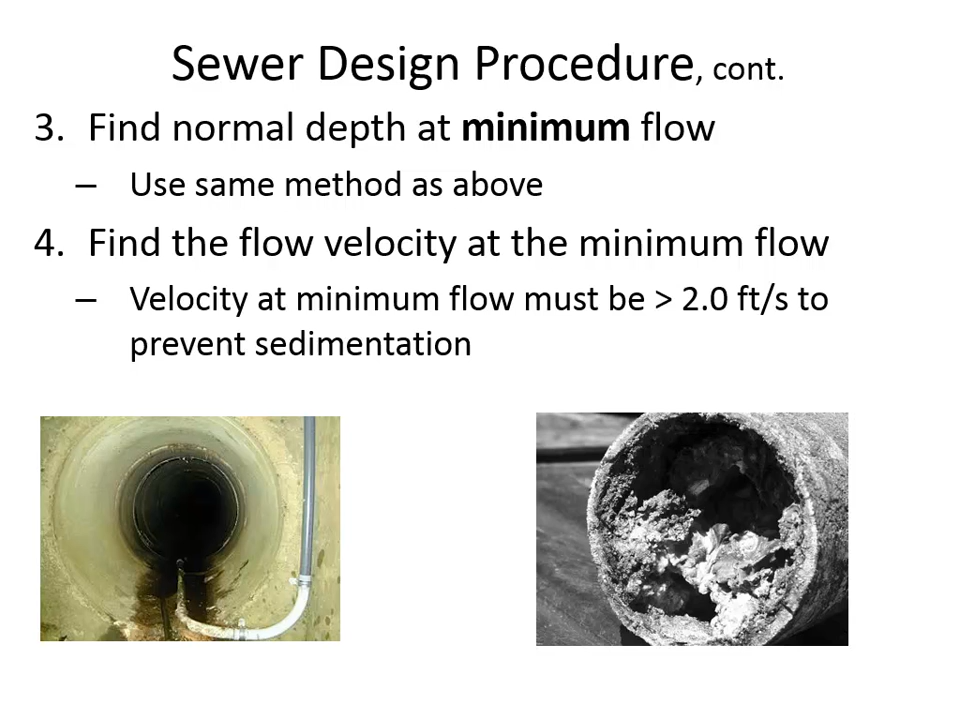 Sewer Design Procedure, cont.
3. Find normal depth at minimum flow
– Use same method as above
4. Find the flow velocity at the minimum flow
– Velocity at minimum flow must be > 2.0 ft/s to
prevent sedimentation